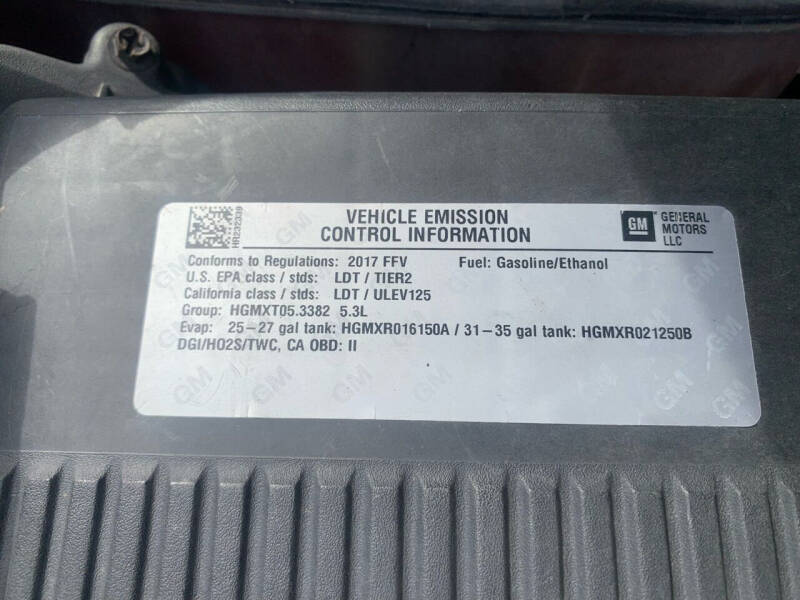 VEHICLE EMISSION
CONTROL INFORMATION
GM
GENERAL
MOTORS
LLC
Conforms to Regulations: 2017 FFV Fuel: Gasoline/Ethanol
U.S. EPA class / stds: LDT / TIER2
California class / stds: LDT / ULEV125
Group: HGMXT05.3382 5.3L
Evap: 25-27 gal tank: HGMXR016150A / 31-35 gal tank: HGMXR021250B
DGI/HO2S/TWC, CA OBD: II